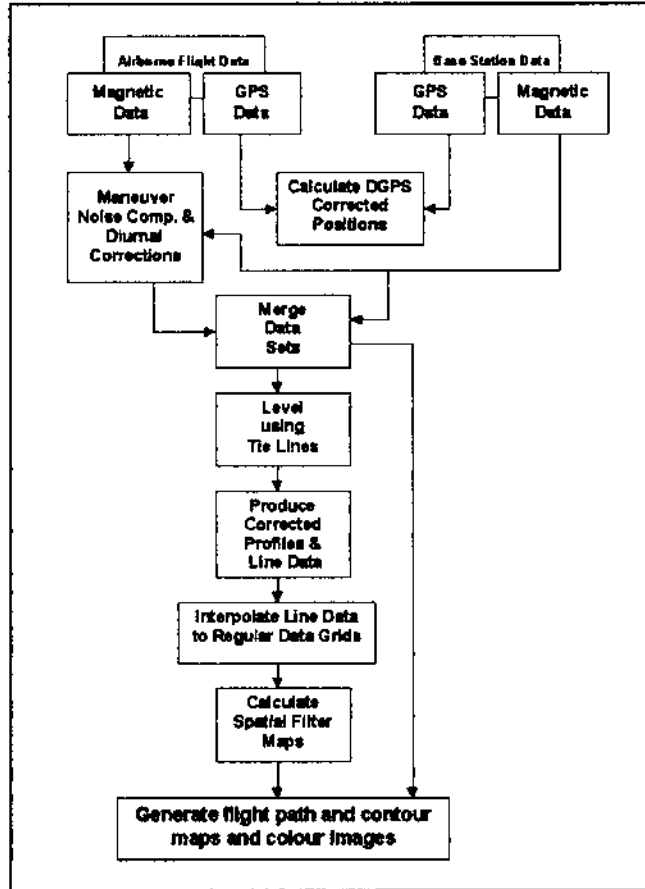 Airborne Flight Data
Base Station Data
Magnetic
Data
GPS
Data
GPS
Data
Magnetic
Data
Maneuver
Noise Comp. &
Diurnal
Corrections
Calculate DGPS
Corrected
Positions
Merge
Data
Sets
Level
using
Tie Lines
Produce
Corrected
Profiles &
Line Data
Interpolate Line Data
to Regular Data Grids
Calculate
Spatial Filter
Maps
Generate flight path and contour
maps and colour images